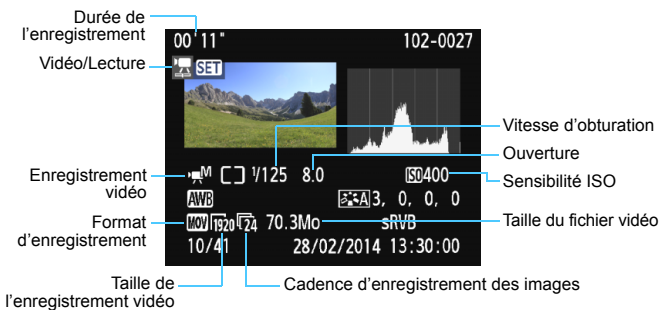 Durée de
l'enregistrement
00'11"
102-0027
Vidéo/Lecture
SET
Vitesse d'obturation
Ouverture
Enregistrement
vidéo
M
1/125
8.0
ISO400
Sensibilité ISO
AWB
A3, 0, 0, 0
Format
d'enregistrement
MOV
1920
24
70.3Mo
sRVB
Taille du fichier vidéo
10/41
28/02/2014 13:30:00
Taille de
l'enregistrement vidéo
Cadence d'enregistrement des images